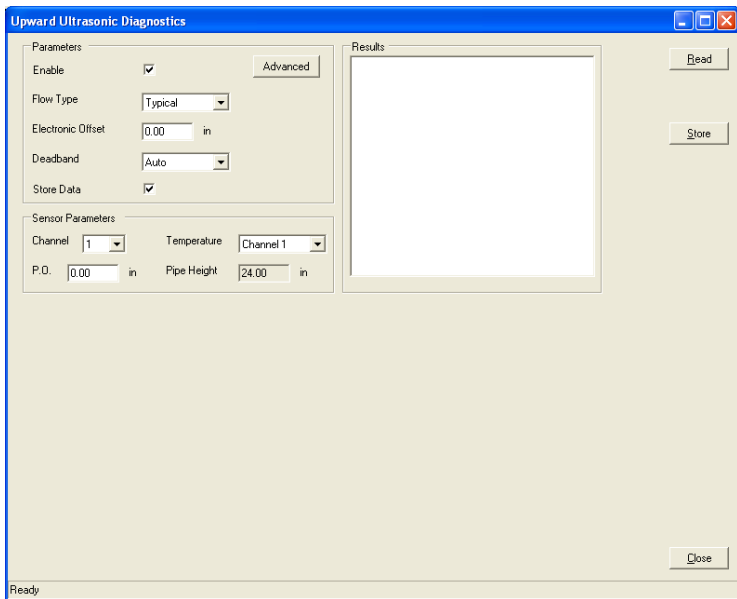 Upward Ultrasonic Diagnostics
Parameters
Enable
Advanced
Flow Type
Typical
Electronic Offset
0.00
in
Deadband
Auto
Store Data
Sensor Parameters
Channel
1
Temperature
Channel 1
P.O.
0.00
in
Pipe Height
24.00
in
Results
Read
Store
Close
Ready